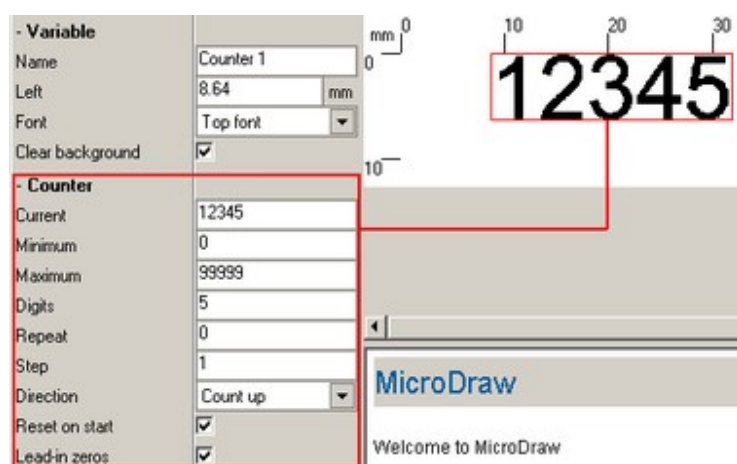 - Variable
Name Counter 1
Left 8.64 mm
Font Top font
Clear background
- Counter
Current 12345
Minimum 0
Maximum 99999
Digits 5
Repeat 0
Step 1
Direction Count up
Reset on start
Lead-in zeros
mm 0 10 20 30
0
12345
10
MicroDraw
Welcome to MicroDraw